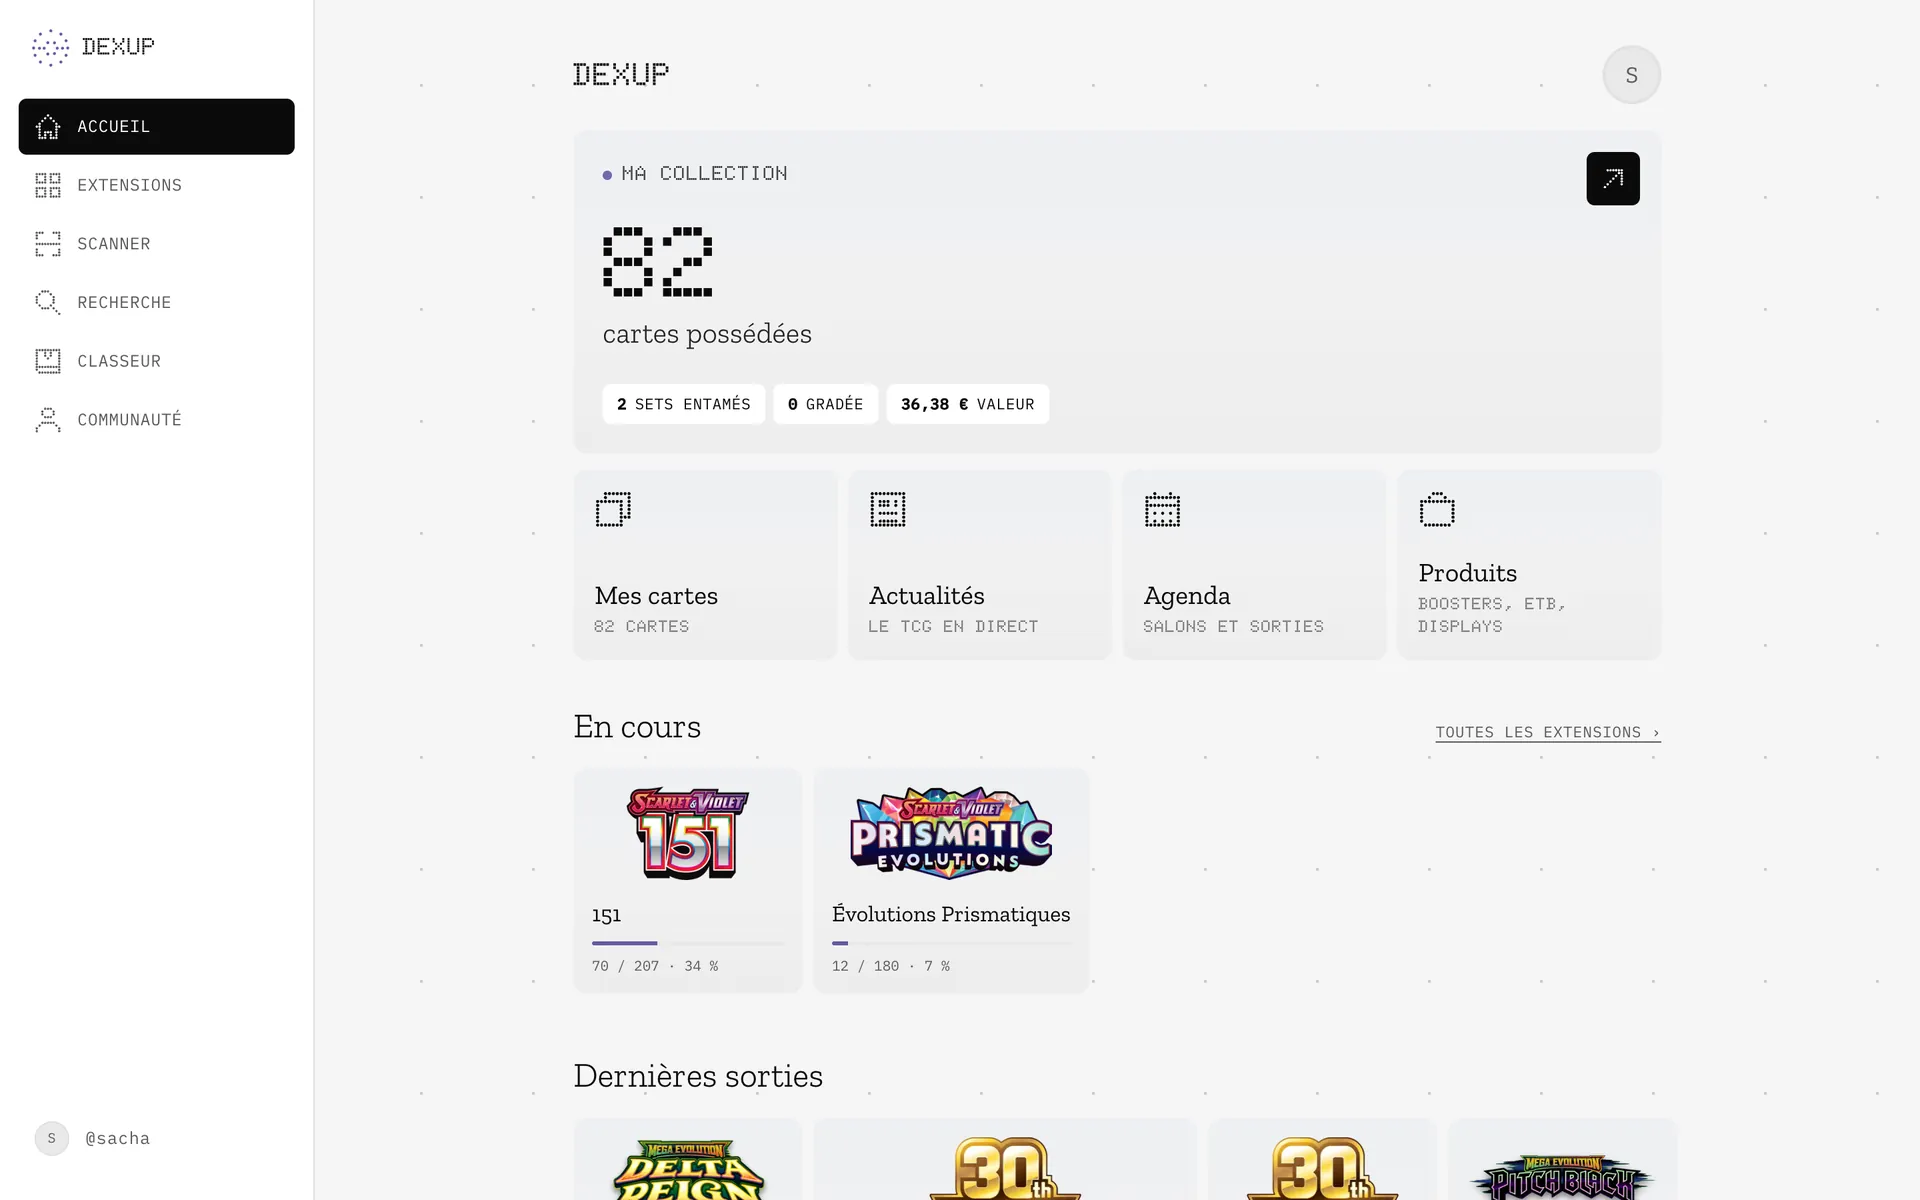 DEXUP
ACCUEIL
EXTENSIONS
SCANNER
RECHERCHE
CLASSEUR
COMMUNAUTÉ
S @sacha
DEXUP
S
MA COLLECTION
82
cartes possédées
2 SETS ENTAMÉS
0 GRADÉE
36,38 € VALEUR
Mes cartes
82 CARTES
Actualités
LE TCG EN DIRECT
Agenda
SALONS ET SORTIES
Produits
BOOSTERS, ETB,
DISPLAYS
En cours
TOUTES LES EXTENSIONS ›
SCARLET & VIOLET
151
151
70 / 207 · 34 %
SCARLET & VIOLET
PRISMATIC
EVOLUTIONS
Évolutions Prismatiques
12 / 180 · 7 %
Dernières sorties
MEGA EVOLUTION
DELTA
REIGN
30th
30th
MEGA EVOLUTION
PITCH BLACK